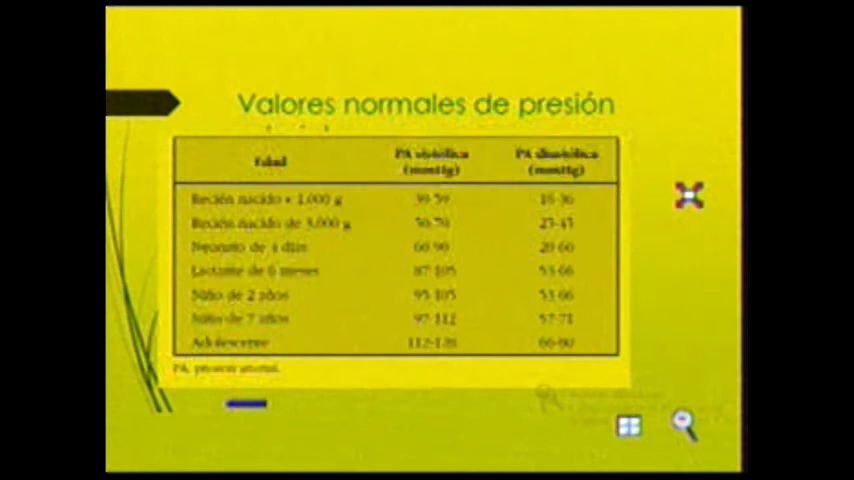 Valores normales de presión
Edad PA sistólica (mmHg) PA diastólica (mmHg)
Recién nacido < 1,000 g 39-59 16-36
Recién nacido de 3,000 g 50-70 25-45
Neonato de 4 días 60-90 20-60
Lactante de 6 meses 87-105 53-66
Niño de 2 años 95-105 53-66
Niño de 7 años 97-112 57-71
Adolescente 112-128 66-80
PA, presión arterial.